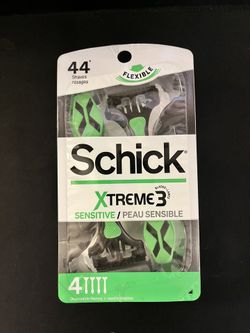 44*
Shaves
rasages
FLEXIBLE
Schick
XTREME3
SENSITIVE / PEAU SENSIBLE
4